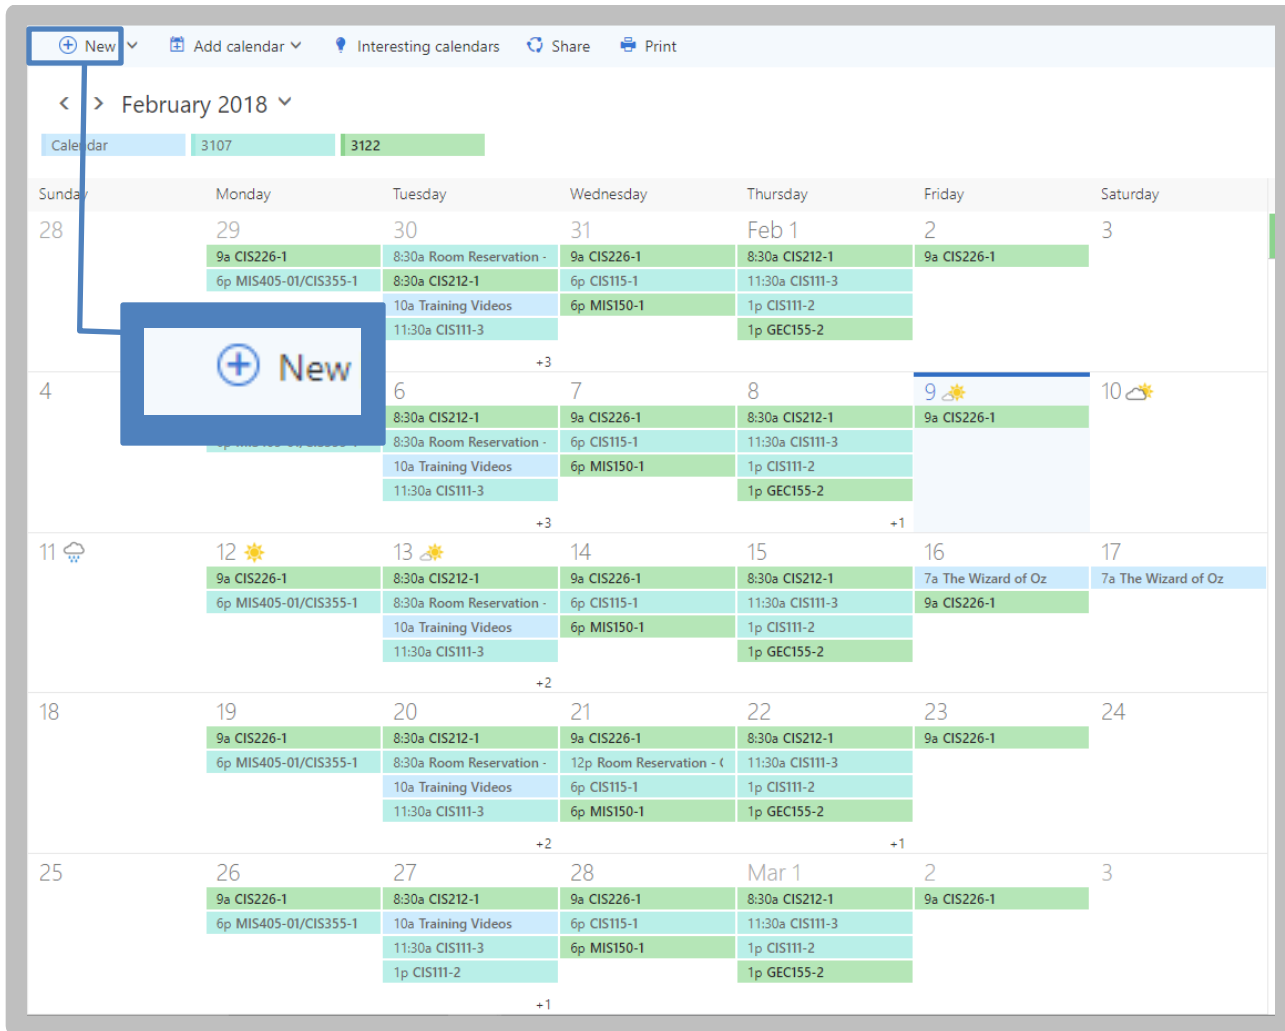 New Add calendar Interesting calendars Share Print
February 2018
Calendar 3107 3122
Sunday Monday Tuesday Wednesday Thursday Friday Saturday
28 29 30 31 Feb 1 2 3
9a CIS226-1 8:30a Room Reservation - 9a CIS226-1 8:30a CIS212-1 9a CIS226-1
6p MIS405-01/CIS355-1 8:30a CIS212-1 6p CIS115-1 11:30a CIS111-3
10a Training Videos 6p MIS150-1 1p CIS111-2
11:30a CIS111-3 1p GEC155-2
+3
New
4 6 7 8 9 10
8:30a CIS212-1 9a CIS226-1 8:30a CIS212-1 9a CIS226-1
8:30a Room Reservation - 6p CIS115-1 11:30a CIS111-3
10a Training Videos 6p MIS150-1 1p CIS111-2
11:30a CIS111-3 1p GEC155-2
+3 +1
11 12 13 14 15 16 17
9a CIS226-1 8:30a CIS212-1 9a CIS226-1 8:30a CIS212-1 7a The Wizard of Oz 7a The Wizard of Oz
6p MIS405-01/CIS355-1 8:30a Room Reservation - 6p CIS115-1 11:30a CIS111-3 9a CIS226-1
10a Training Videos 6p MIS150-1 1p CIS111-2
11:30a CIS111-3 1p GEC155-2
+2
18 19 20 21 22 23 24
9a CIS226-1 8:30a CIS212-1 9a CIS226-1 8:30a CIS212-1 9a CIS226-1
6p MIS405-01/CIS355-1 8:30a Room Reservation - 12p Room Reservation - 11:30a CIS111-3
10a Training Videos 6p CIS115-1 1p CIS111-2
11:30a CIS111-3 6p MIS150-1 1p GEC155-2
+2 +1
25 26 27 28 Mar 1 2 3
9a CIS226-1 8:30a CIS212-1 9a CIS226-1 8:30a CIS212-1 9a CIS226-1
6p MIS405-01/CIS355-1 10a Training Videos 6p CIS115-1 11:30a CIS111-3
11:30a CIS111-3 6p MIS150-1 1p CIS111-2
1p CIS111-2 1p GEC155-2
+1